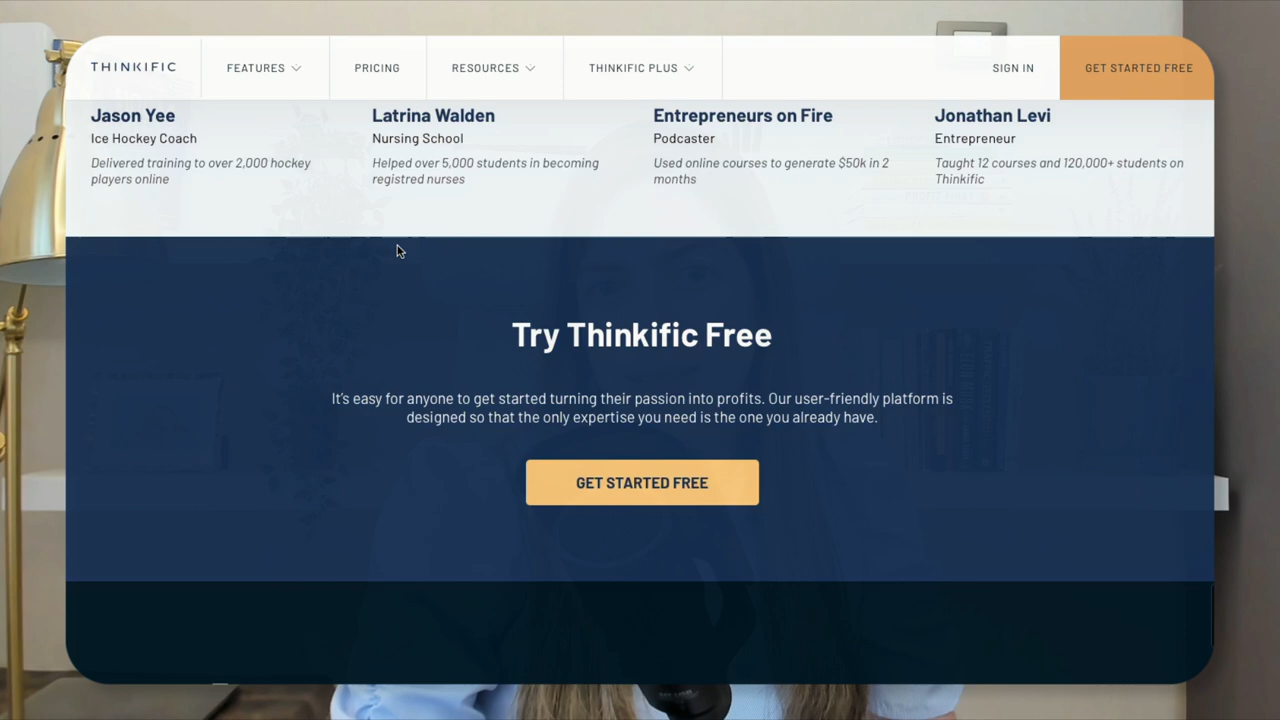 THINKIFIC
FEATURES
PRICING
RESOURCES
THINKIFIC PLUS
SIGN IN
GET STARTED FREE
Jason Yee
Ice Hockey Coach
Delivered training to over 2,000 hockey
players online
Latrina Walden
Nursing School
Helped over 5,000 students in becoming
registred nurses
Entrepreneurs on Fire
Podcaster
Used online courses to generate $50k in 2
months
Jonathan Levi
Entrepreneur
Taught 12 courses and 120,000+ students on
Thinkific
Try Thinkific Free
It's easy for anyone to get started turning their passion into profits. Our user-friendly platform is
designed so that the only expertise you need is the one you already have.
GET STARTED FREE